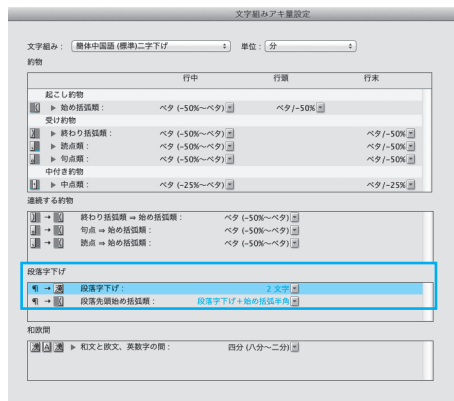 文字組みアキ量設定
文字組み： 簡体中国語 (標準)二字下げ 単位： 分
約物
行中 行頭 行末
起こし約物
▶ 始め括弧類： ベタ (-50%〜ベタ) ベタ/-50%
受け約物
▶ 終わり括弧類： ベタ (-50%〜ベタ) ベタ/-50%
▶ 読点類： ベタ (-50%〜ベタ) ベタ/-50%
▶ 句点類： ベタ (-50%〜ベタ) ベタ/-50%
中付き約物
▶ 中点類： ベタ (-25%〜ベタ) ベタ/-25%
連続する約物
→ 終わり括弧類 ⇒ 始め括弧類： ベタ (-50%〜ベタ)
→ 句点 ⇒ 始め括弧類： ベタ (-50%〜ベタ)
→ 読点 ⇒ 始め括弧類： ベタ (-50%〜ベタ)
段落字下げ
¶ → 段落字下げ： 2 文字
¶ → 段落先頭始め括弧類： 段落字下げ+始め括弧半角
和欧間
A ▶ 和文と欧文、英数字の間： 四分 (八分〜二分)